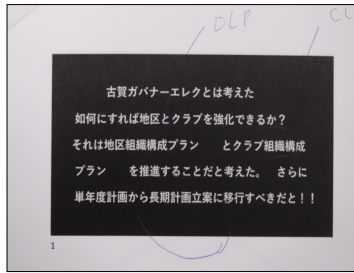 DLP
古賀ガバナーエレクとは考えた
如何にすれば地区とクラブを強化できるか？
それは地区組織構成プラン　　とクラブ組織構成
プラン　　を推進することだと考えた。　さらに
単年度計画から長期計画立案に移行すべきだと！！
1